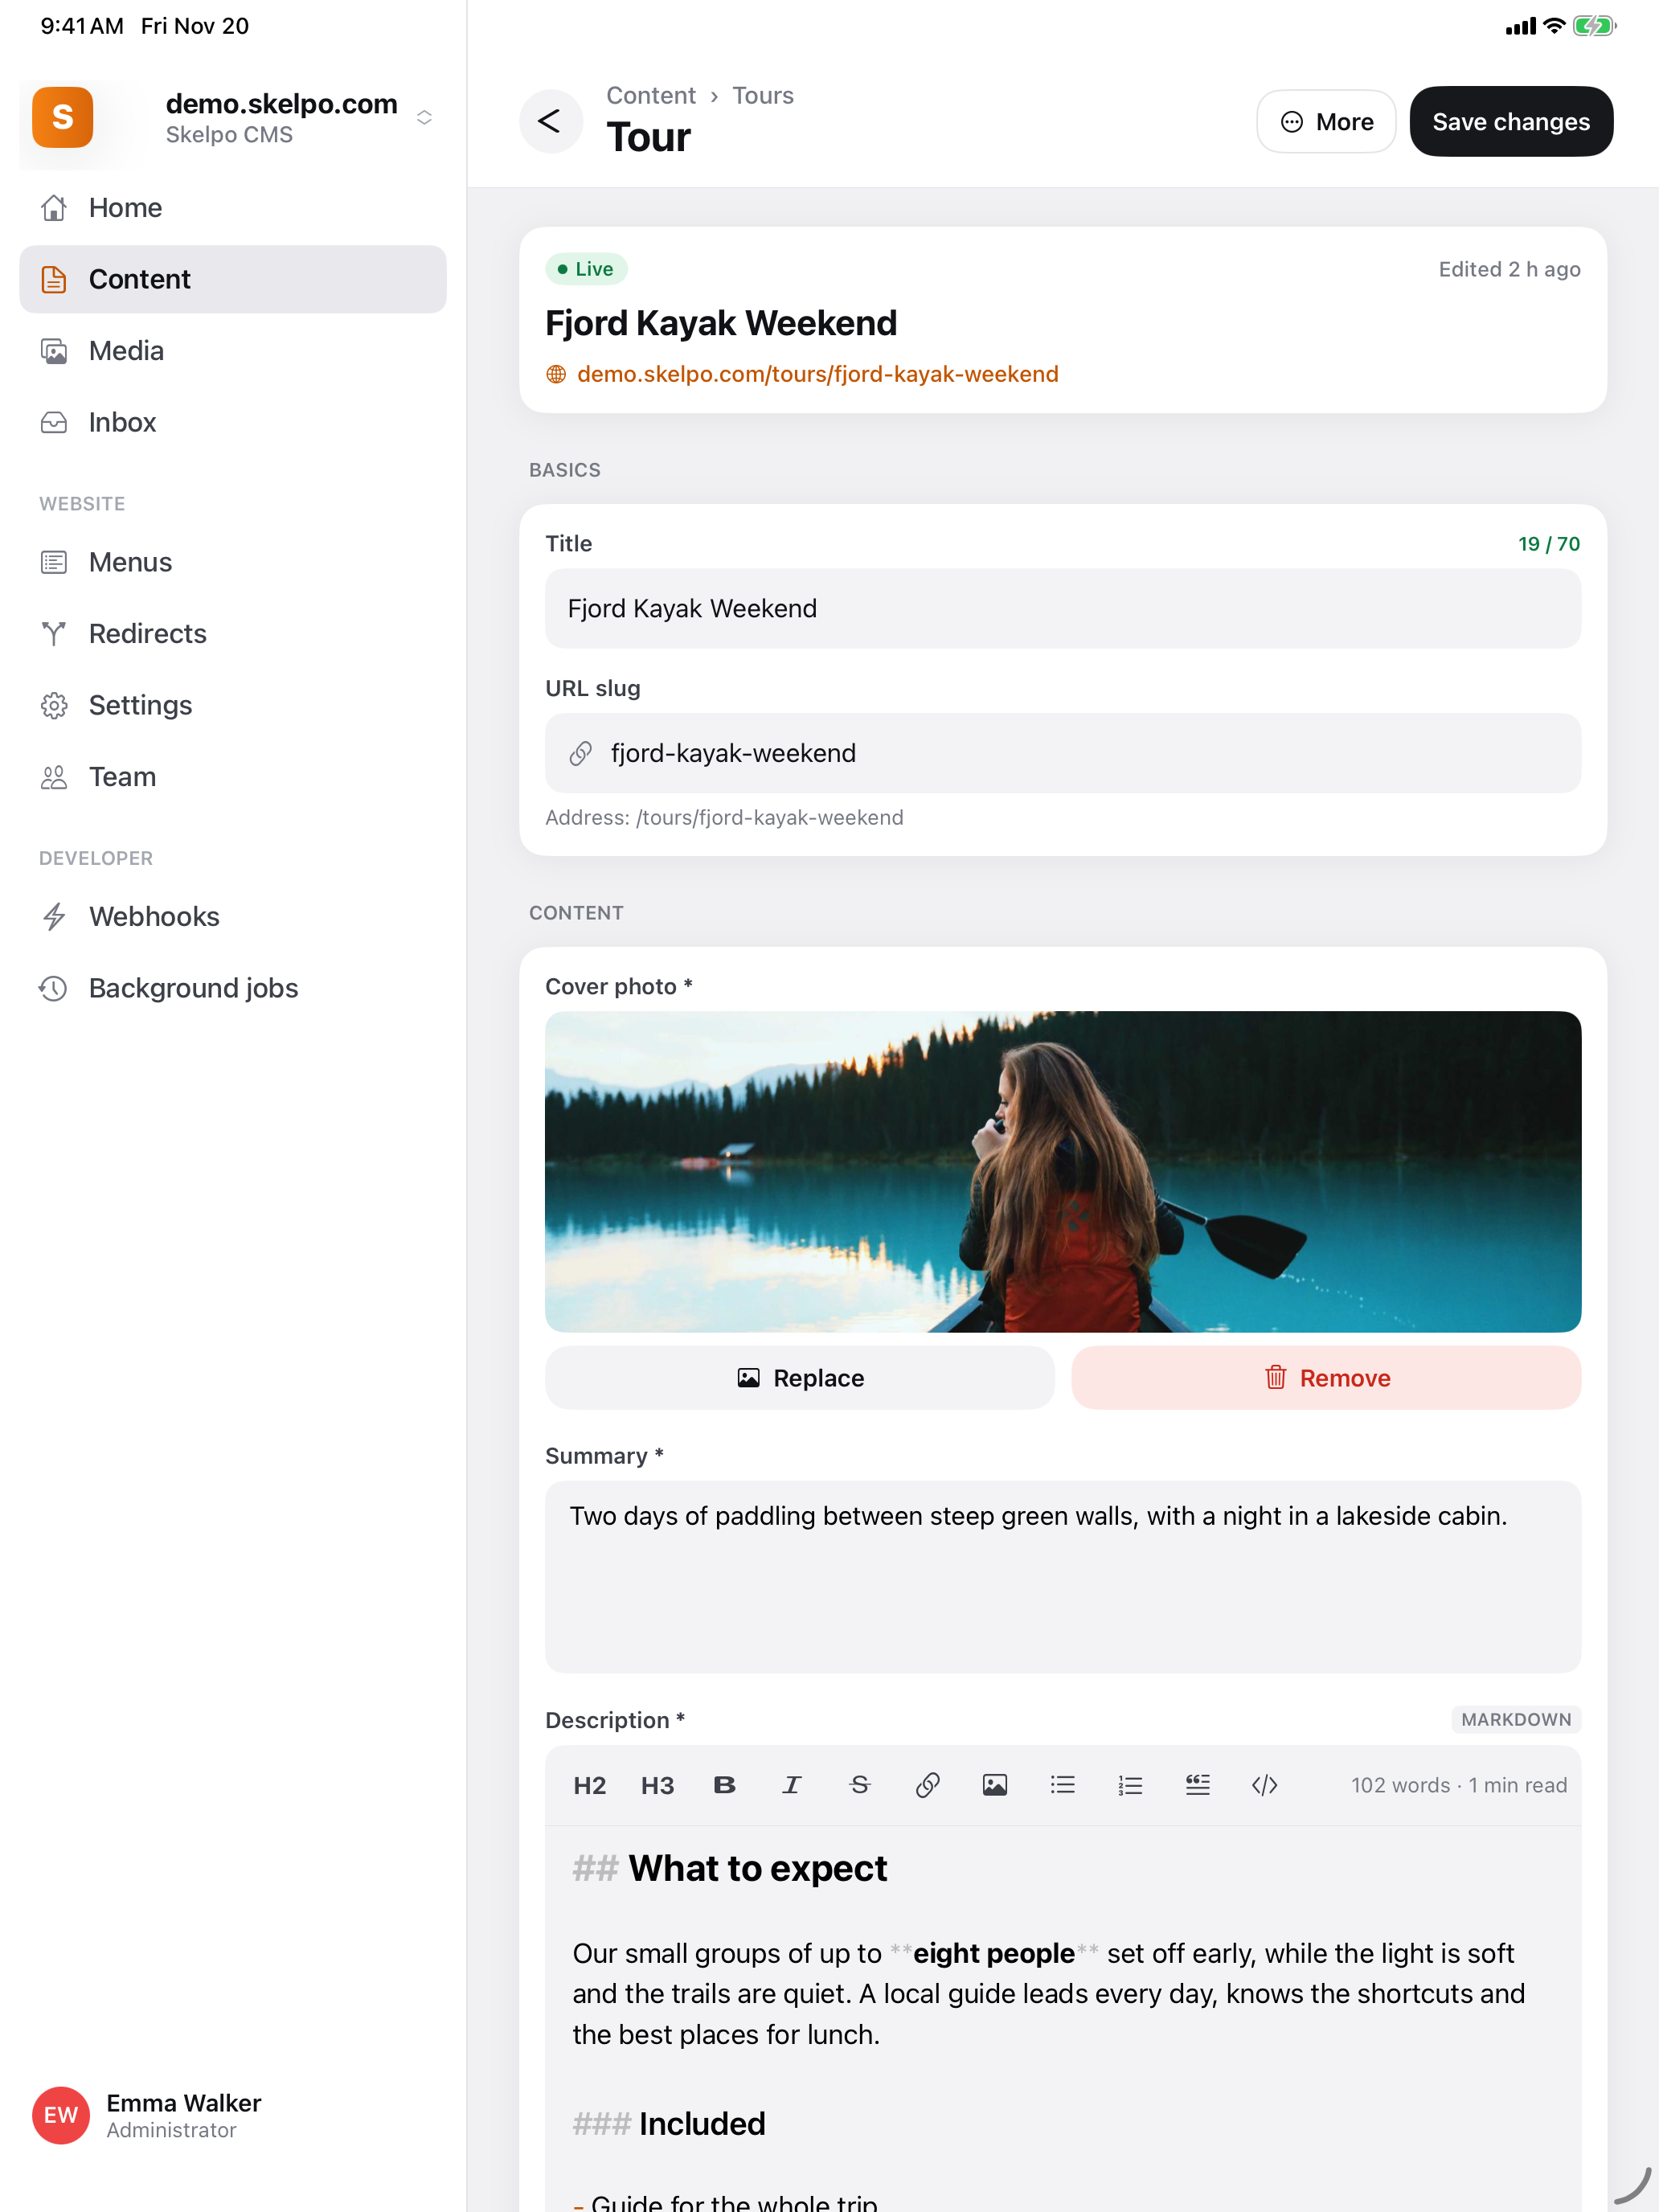 9:41 AM Fri Nov 20
S
demo.skelpo.com
Skelpo CMS
Home
Content
Media
Inbox
WEBSITE
Menus
Redirects
Settings
Team
DEVELOPER
Webhooks
Background jobs
EW
Emma Walker
Administrator
Content › Tours
Tour
More
Save changes
Live
Edited 2 h ago
Fjord Kayak Weekend
demo.skelpo.com/tours/fjord-kayak-weekend
BASICS
Title
19 / 70
Fjord Kayak Weekend
URL slug
fjord-kayak-weekend
Address: /tours/fjord-kayak-weekend
CONTENT
Cover photo *
Replace
Remove
Summary *
Two days of paddling between steep green walls, with a night in a lakeside cabin.
Description *
MARKDOWN
H2 H3 B I S
102 words · 1 min read
## What to expect
Our small groups of up to **eight people** set off early, while the light is soft
and the trails are quiet. A local guide leads every day, knows the shortcuts and
the best places for lunch.
### Included
- Guide for the whole trip